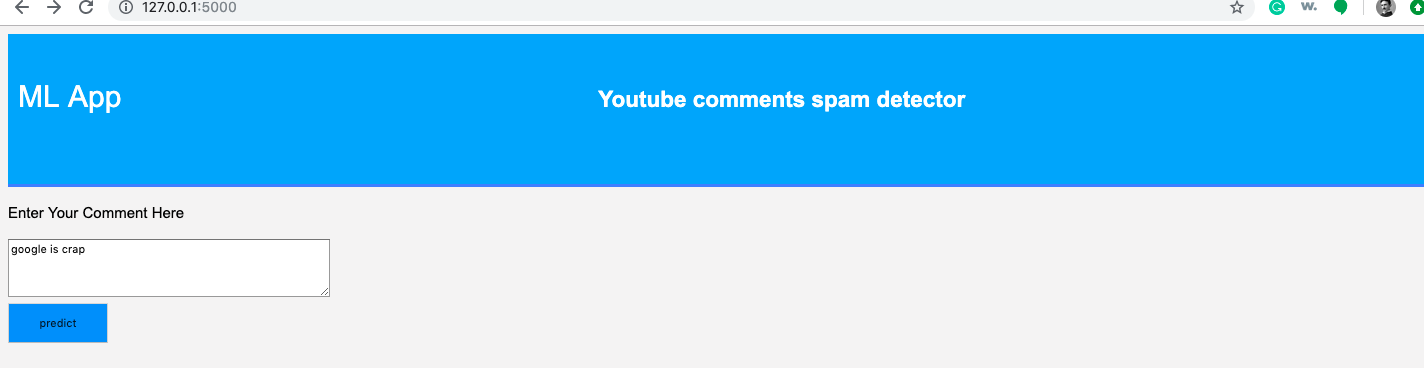 127.0.0.1:5000
w.
ML App
Youtube comments spam detector
Enter Your Comment Here
google is crap
predict